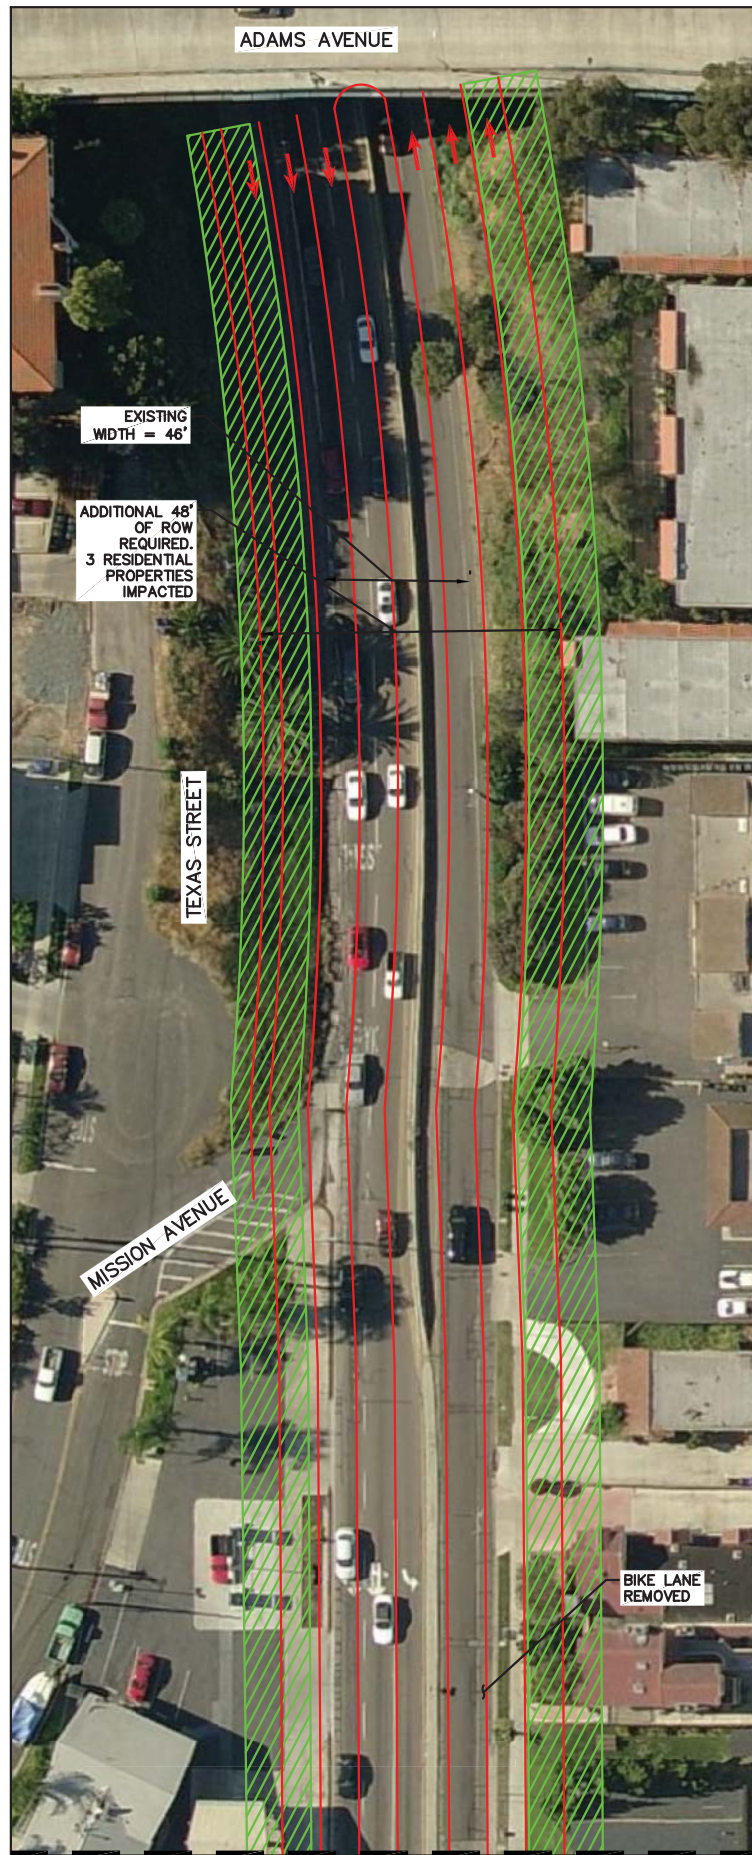 ADAMS AVENUE
EXISTING
WIDTH = 46'
ADDITIONAL 48'
OF ROW
REQUIRED.
3 RESIDENTIAL
PROPERTIES
IMPACTED
TEXAS STREET
MISSION AVENUE
BIKE LANE
REMOVED